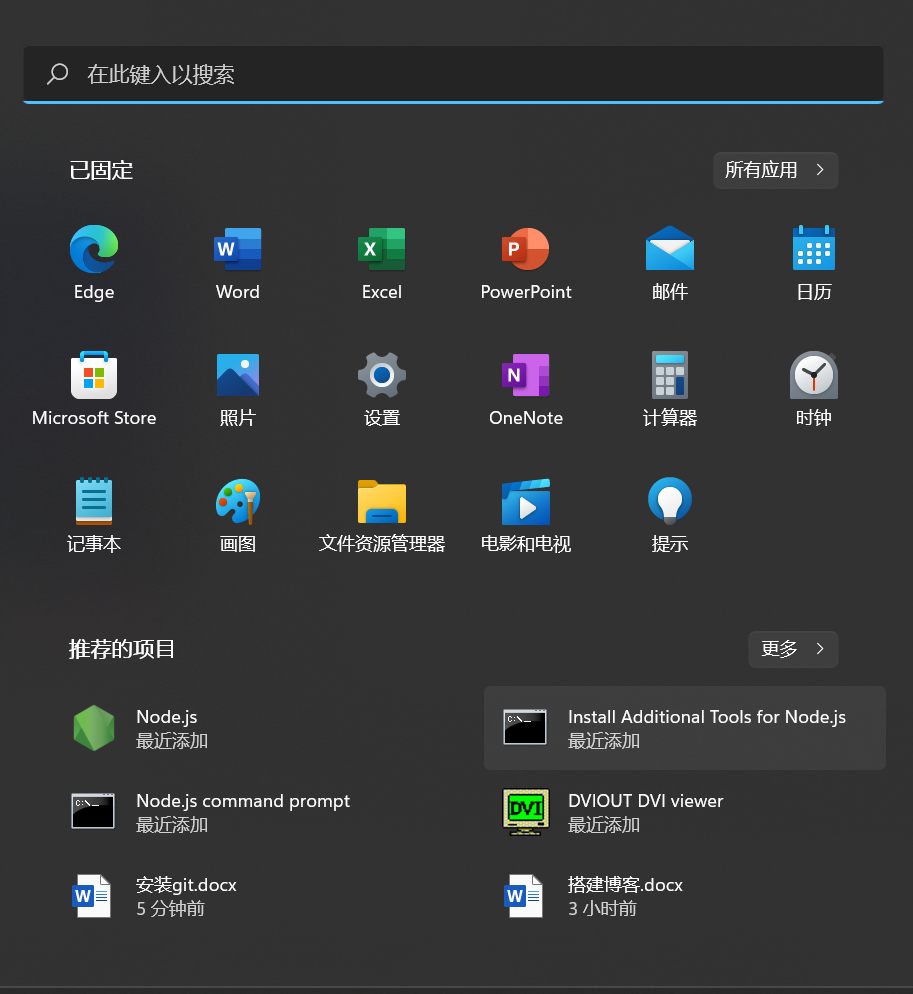 在此键入以搜索
已固定
所有应用
Edge
Word
Excel
PowerPoint
邮件
日历
Microsoft Store
照片
设置
OneNote
计算器
时钟
记事本
画图
文件资源管理器
电影和电视
提示
推荐的项目
更多
Node.js
最近添加
Install Additional Tools for Node.js
最近添加
Node.js command prompt
最近添加
DVIOUT DVI viewer
最近添加
安装git.docx
5 分钟前
搭建博客.docx
3 小时前